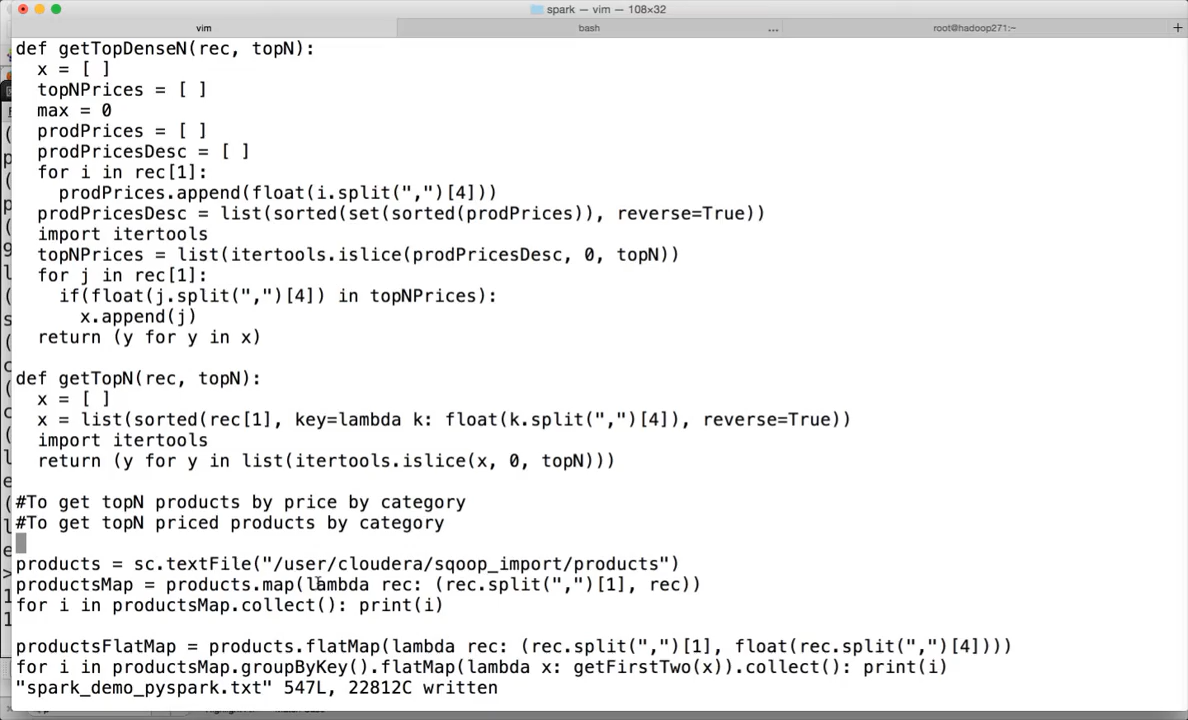 spark — vim — 108×32
vim bash ... root@hadoop271:~ +
def getTopDenseN(rec, topN):
  x = [ ]
  topNPrices = [ ]
  max = 0
  prodPrices = [ ]
  prodPricesDesc = [ ]
  for i in rec[1]:
    prodPrices.append(float(i.split(",")[4]))
  prodPricesDesc = list(sorted(set(sorted(prodPrices)), reverse=True))
  import itertools
  topNPrices = list(itertools.islice(prodPricesDesc, 0, topN))
  for j in rec[1]:
    if(float(j.split(",")[4]) in topNPrices):
      x.append(j)
  return (y for y in x)
def getTopN(rec, topN):
  x = [ ]
  x = list(sorted(rec[1], key=lambda k: float(k.split(",")[4]), reverse=True))
  import itertools
  return (y for y in list(itertools.islice(x, 0, topN)))
#To get topN products by price by category
#To get topN priced products by category
products = sc.textFile("/user/cloudera/sqoop_import/products")
productsMap = products.map(lambda rec: (rec.split(",")[1], rec))
for i in productsMap.collect(): print(i)
productsFlatMap = products.flatMap(lambda rec: (rec.split(",")[1], float(rec.split(",")[4])))
for i in productsMap.groupByKey().flatMap(lambda x: getFirstTwo(x)).collect(): print(i)
"spark_demo_pyspark.txt" 547L, 22812C written